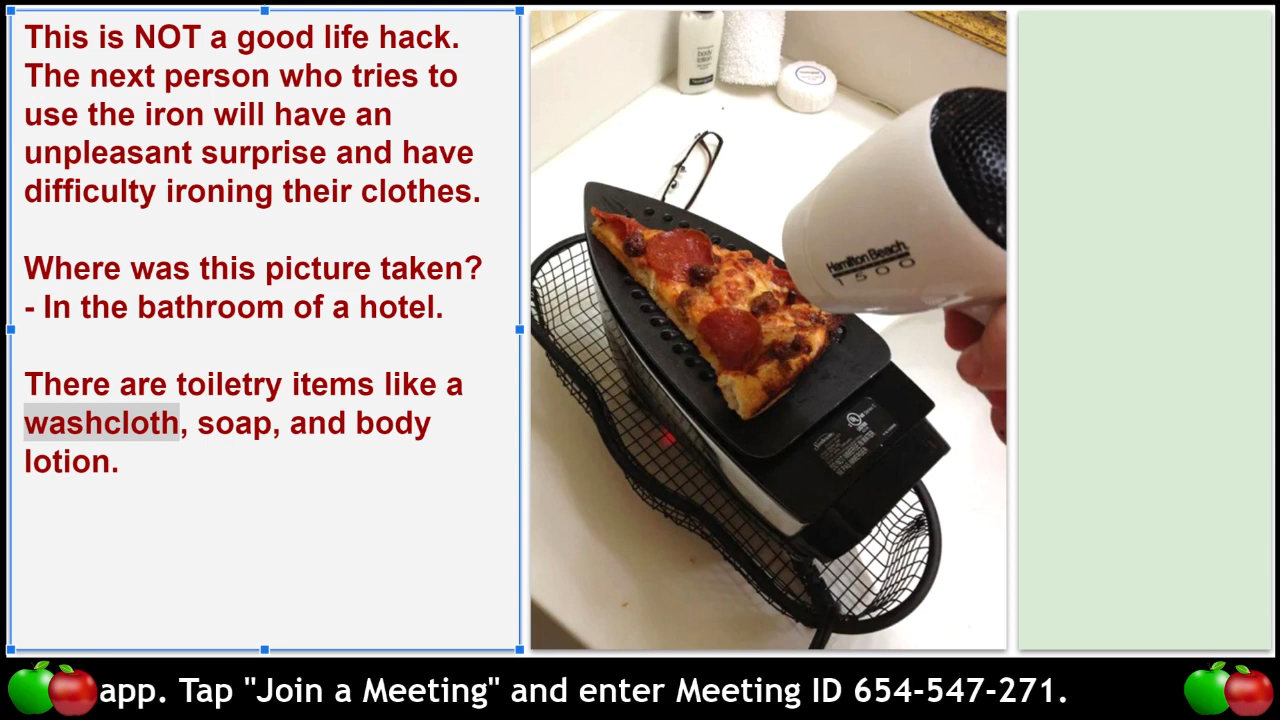 This is NOT a good life hack.
The next person who tries to
use the iron will have an
unpleasant surprise and have
difficulty ironing their clothes.
Where was this picture taken?
- In the bathroom of a hotel.
There are toiletry items like a
washcloth, soap, and body
lotion.
body
lotion
Hamilton Beach
1500
app. Tap "Join a Meeting" and enter Meeting ID 654-547-271.